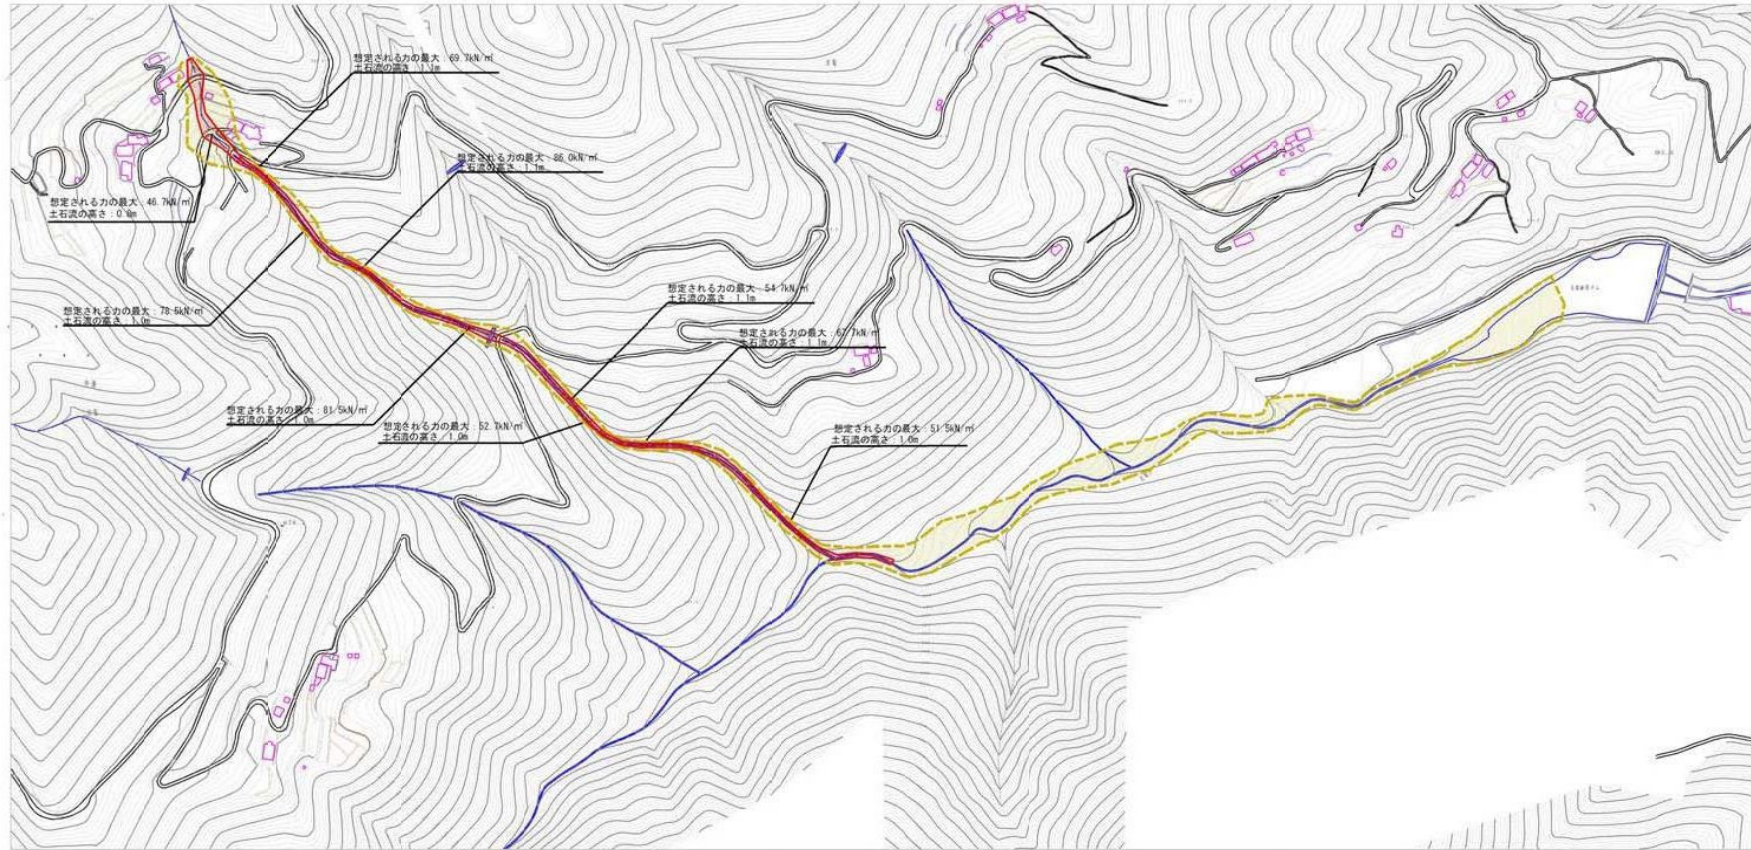 想定される力の最大:69.7kN/㎡
土石流の高さ:1.1m
想定される力の最大:86.0kN/㎡
土石流の高さ:1.1m
想定される力の最大:46.7kN/㎡
土石流の高さ:0.9m
想定される力の最大:54.7kN/㎡
土石流の高さ:1.1m
想定される力の最大:78.5kN/㎡
土石流の高さ:1.0m
想定される力の最大:67.7kN/㎡
土石流の高さ:1.1m
想定される力の最大:81.5kN/㎡
土石流の高さ:1.0m
想定される力の最大:52.7kN/㎡
土石流の高さ:1.0m
想定される力の最大:51.5kN/㎡
土石流の高さ:1.0m